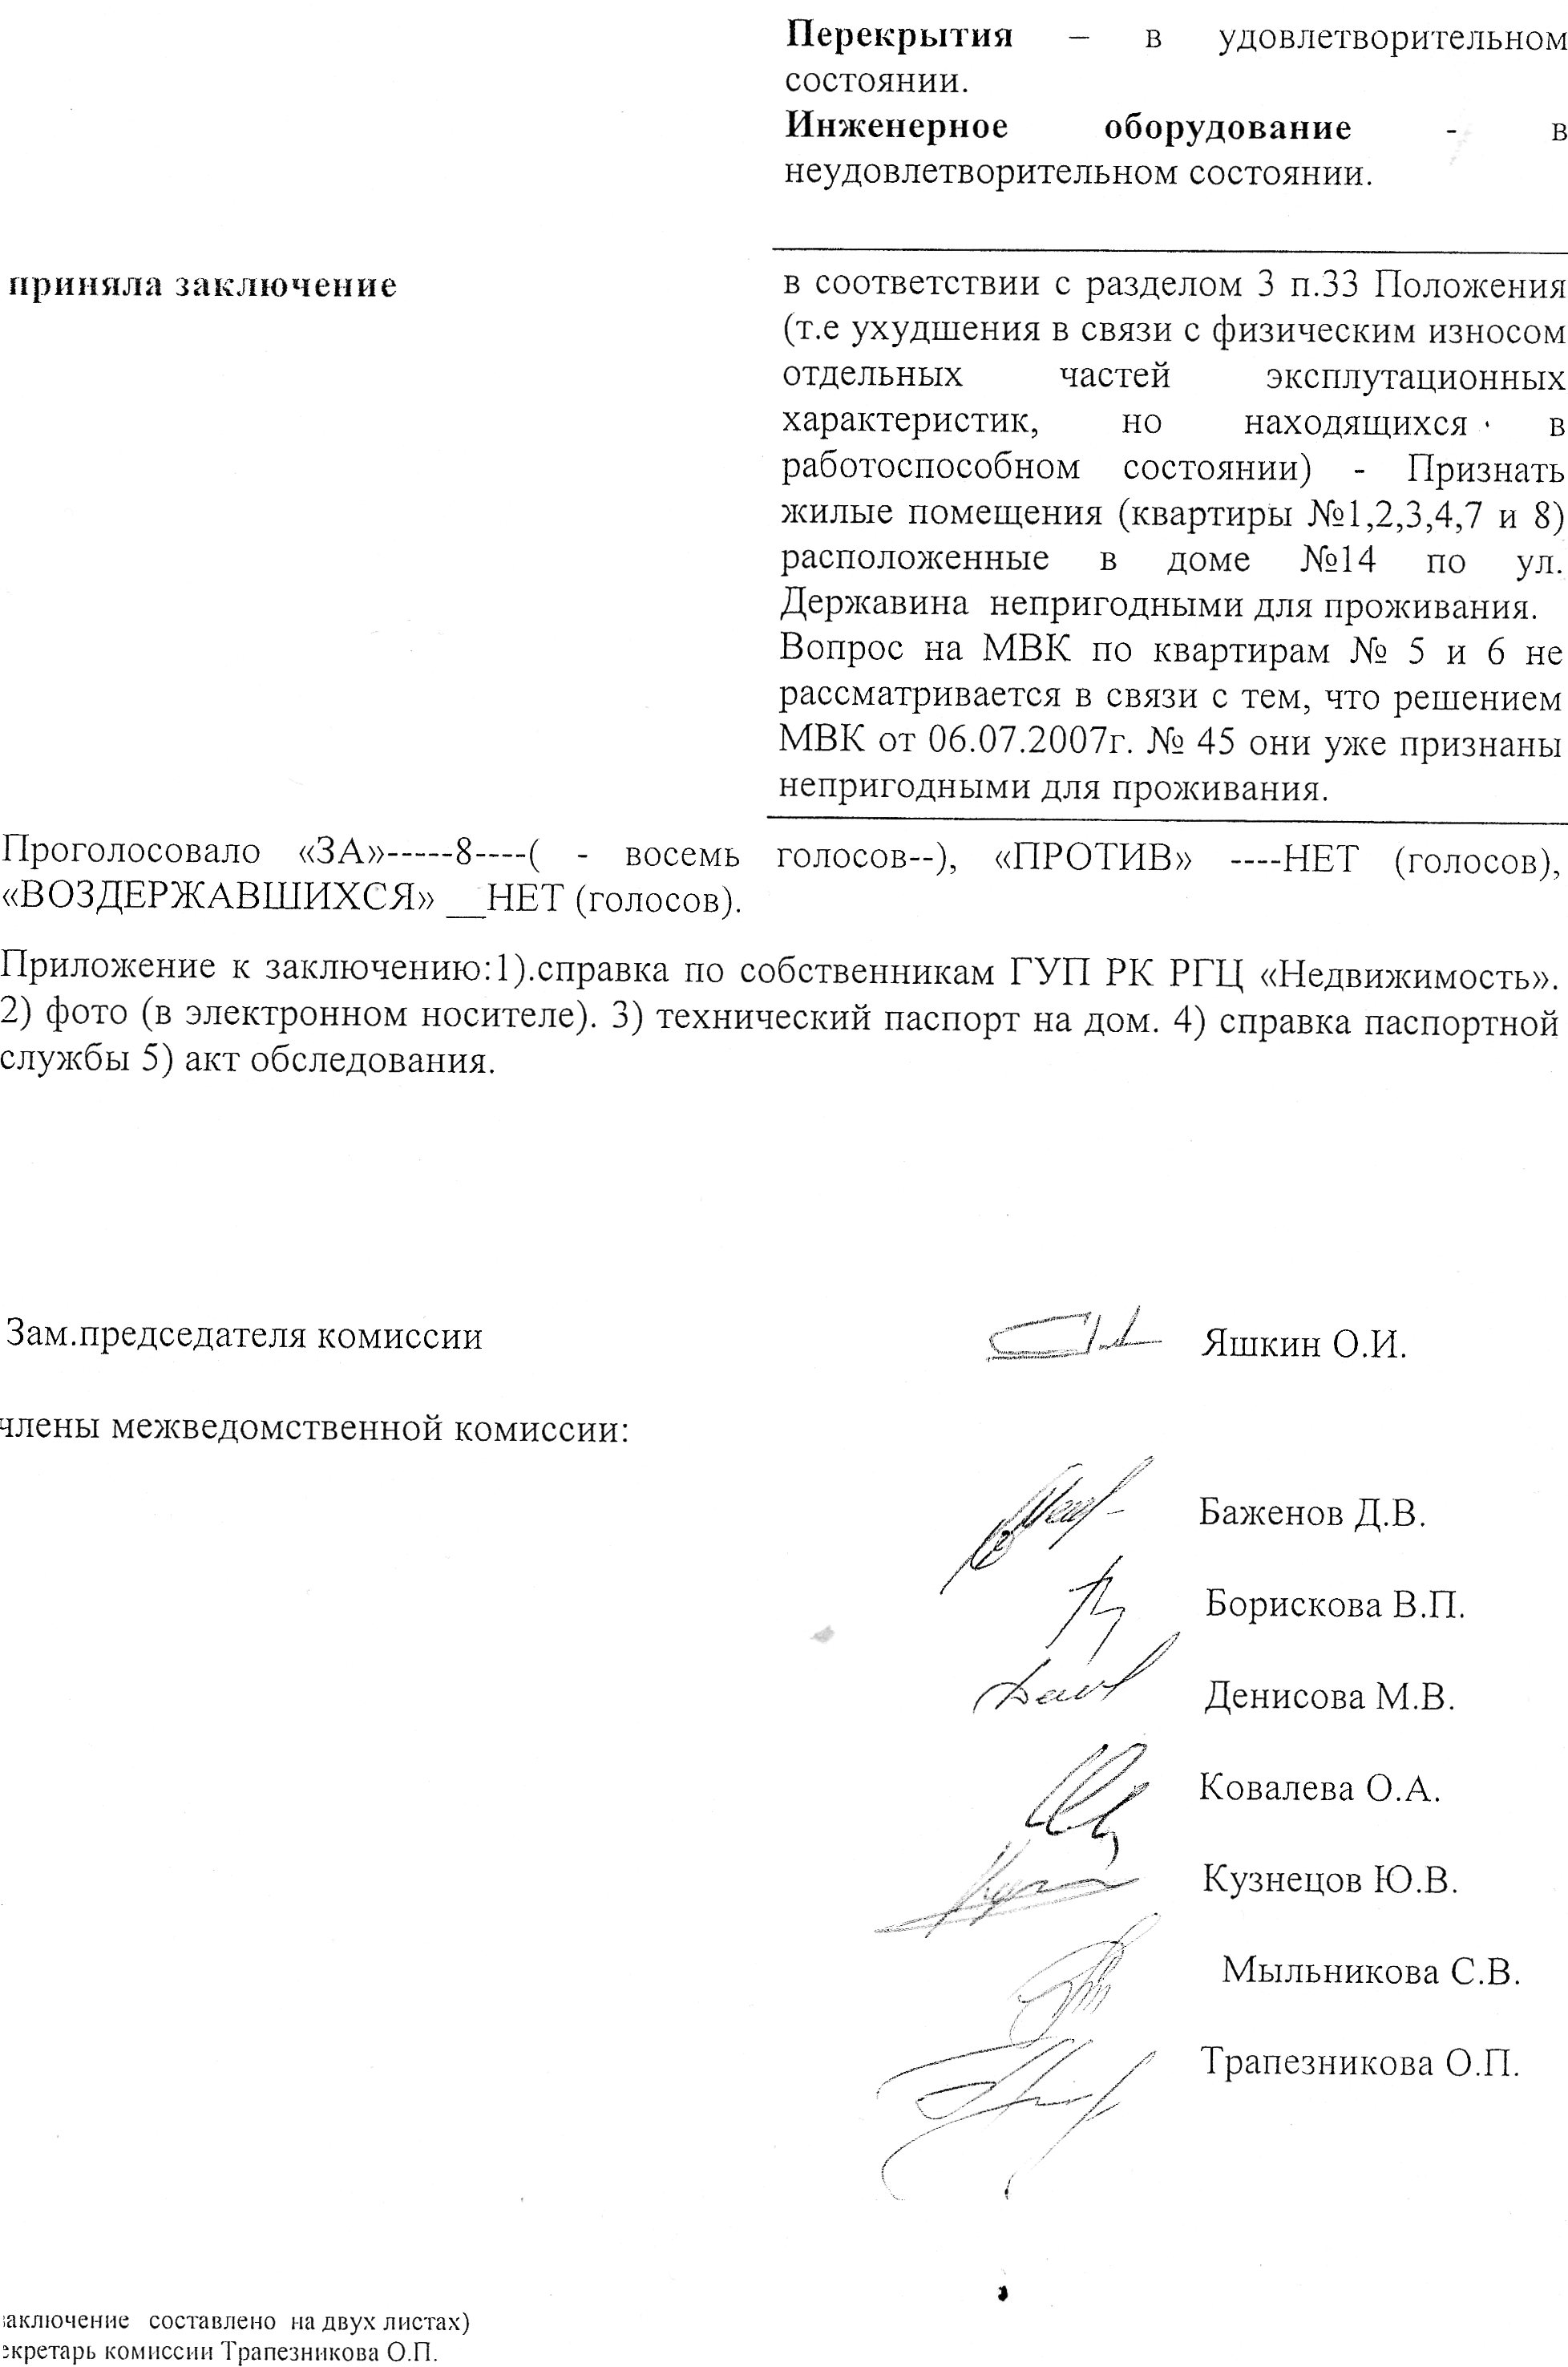 Перекрытия – в удовлетворительном
состоянии.
Инженерное оборудование - в
неудовлетворительном состоянии.
приняла заключение
в соответствии с разделом 3 п.33 Положения
(т.е ухудшения в связи с физическим износом
отдельных частей эксплутационных
характеристик, но находящихся в
работоспособном состоянии) - Признать
жилые помещения (квартиры №1,2,3,4,7 и 8)
расположенные в доме №14 по ул.
Державина непригодными для проживания.
Вопрос на МВК по квартирам № 5 и 6 не
рассматривается в связи с тем, что решением
МВК от 06.07.2007г. № 45 они уже признаны
непригодными для проживания.
Проголосовало «ЗА»-----8----( - восемь голосов--), «ПРОТИВ» ----НЕТ (голосов),
«ВОЗДЕРЖАВШИХСЯ» __НЕТ (голосов).
Приложение к заключению:1).справка по собственникам ГУП РК РГЦ «Недвижимость».
2) фото (в электронном носителе). 3) технический паспорт на дом. 4) справка паспортной
службы 5) акт обследования.
Зам.председателя комиссии Яшкин О.И.
члены межведомственной комиссии:
Баженов Д.В.
Борискова В.П.
Денисова М.В.
Ковалева О.А.
Кузнецов Ю.В.
Мыльникова С.В.
Трапезникова О.П.
аключение составлено на двух листах)
екретарь комиссии Трапезникова О.П.